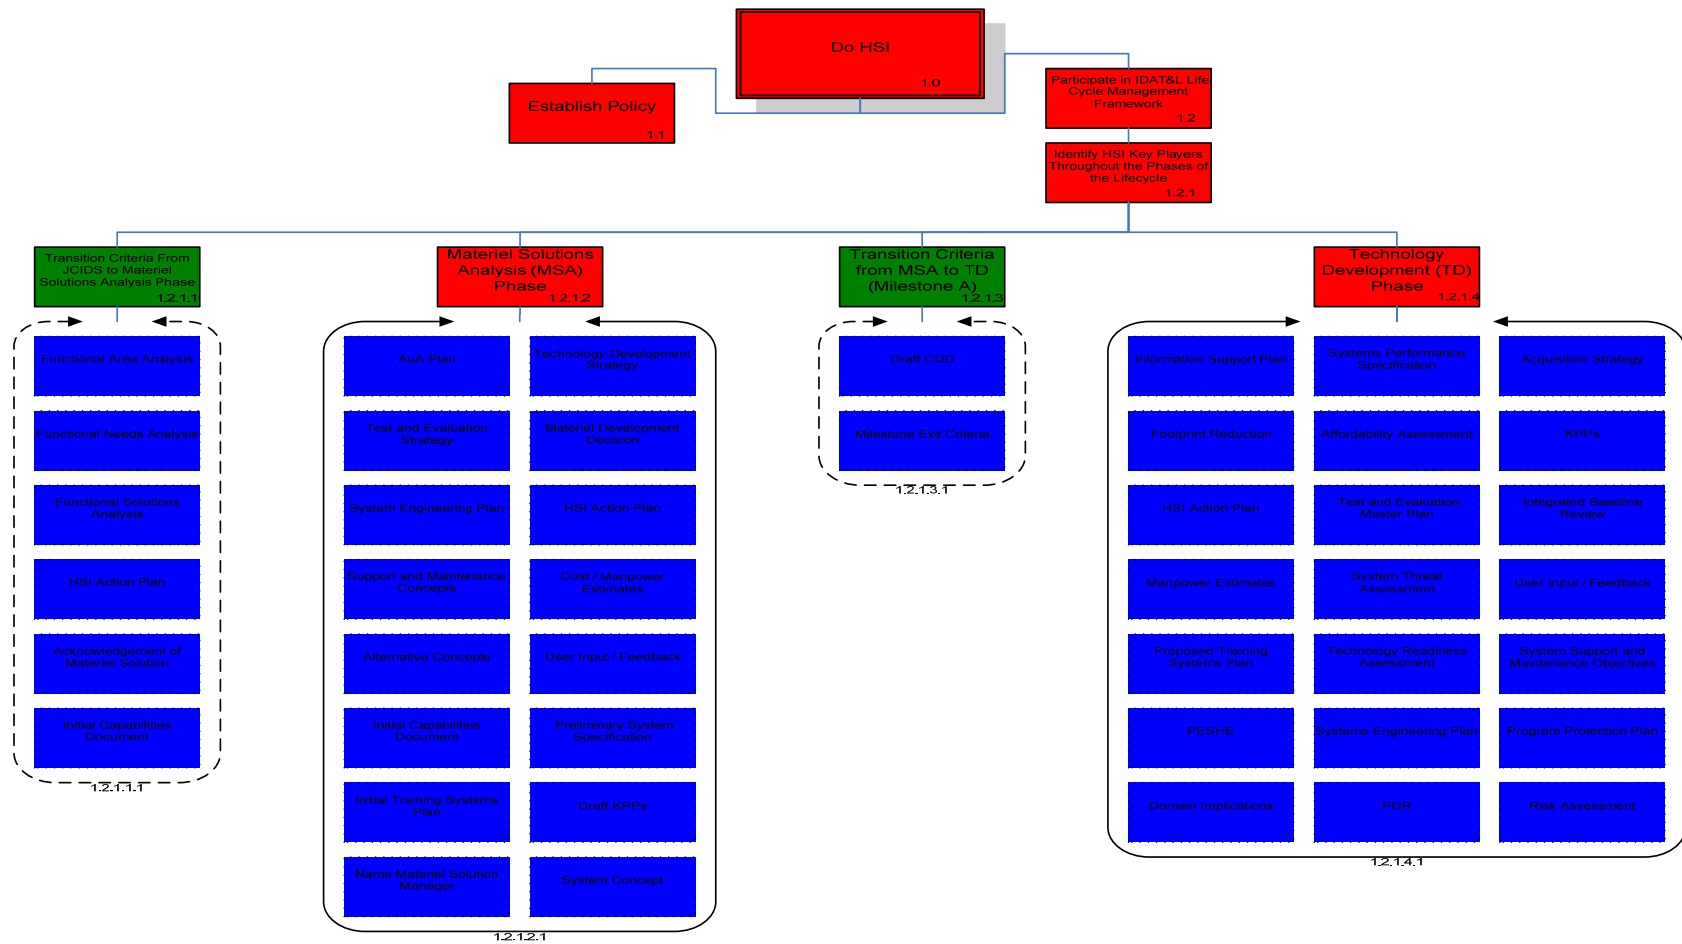 Do HSI
1.0
Establish Policy
1.1
Participate in IDAT&L Life
Cycle Management
Framework
1.2
Identify HSI Key Players
Throughout the Phases of
the Lifecycle
1.2.1
Transition Criteria From
JCIDS to Materiel
Solutions Analysis Phase
1.2.1.1
Materiel Solutions
Analysis (MSA)
Phase
1.2.1.2
Transition Criteria
from MSA to TD
(Milestone A)
1.2.1.3
Technology
Development (TD)
Phase
1.2.1.4
Functional Area Analysis
Functional Needs Analysis
Functional Solutions
Analysis
HSI Action Plan
Acknowledgement of
Materiel Solution
Initial Capabilities
Document
1.2.1.1.1
AoA Plan
Technology Development
Strategy
Test and Evaluation
Strategy
Materiel Development
Decision
System Engineering Plan
HSI Action Plan
Support and Maintenance
Concepts
Cost / Manpower
Estimates
Alternative Concepts
User Input / Feedback
Initial Capabilities
Document
Preliminary System
Specification
Initial Training Systems
Plan
Draft KPPs
Name Materiel Solution
Manager
System Concept
1.2.1.2.1
Draft CDD
Milestone Exit Criteria
1.2.1.3.1
Information Support Plan
Systems Performance
Specification
Acquisition Strategy
Footprint Reduction
Affordability Assessment
KPPs
HSI Action Plan
Test and Evaluation
Master Plan
Integrated Baseline
Review
Manpower Estimates
System Threat
Assessment
User Input / Feedback
Proposed Training
Systems Plan
Technology Readiness
Assessment
System Support and
Maintenance Objectives
PESHE
Systems Engineering Plan
Program Protection Plan
Domain Implications
PDR
Risk Assessment
1.2.1.4.1